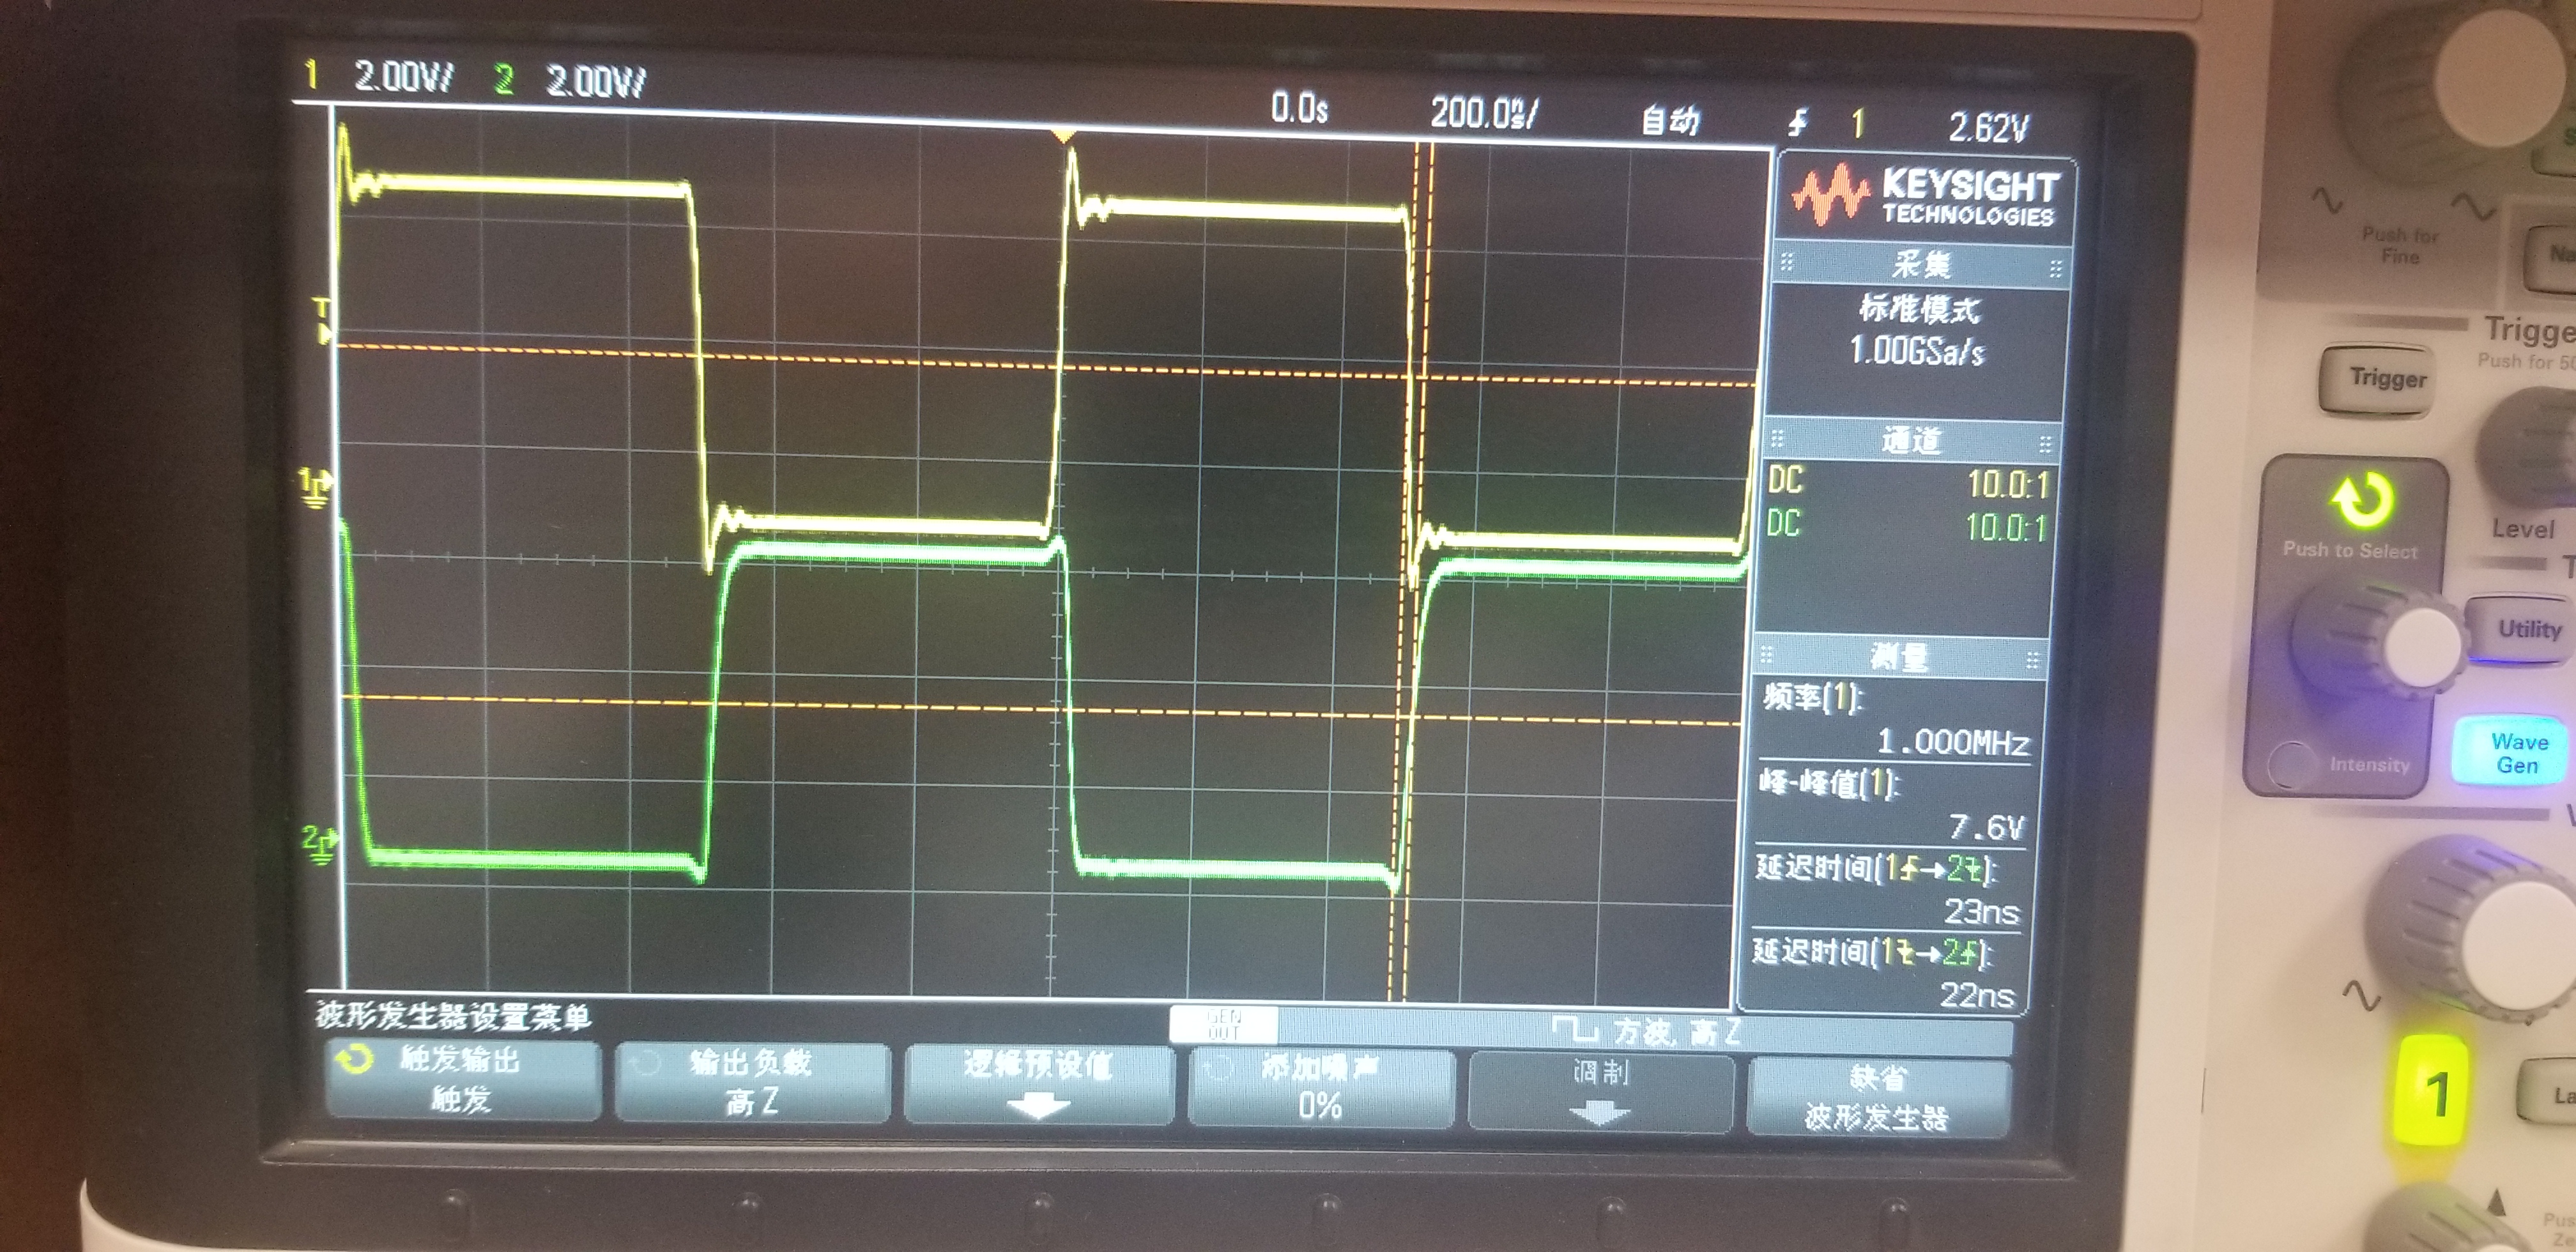 1 2.00V/ 2 2.00V/ 0.0s 200.0ns/ 自动 1 2.62V
KEYSIGHT
TECHNOLOGIES
采集
标准模式
1.00GSa/s
通道
DC 10.0:1
DC 10.0:1
测量
频率(1):
1.000MHz
峰-峰值(1):
7.6V
延迟时间(1→2):
23ns
延迟时间(1→2):
22ns
T
1
2
波形发生器设置菜单
GEN
OUT
方波, 高Z
触发输出
触发
输出负载
高Z
逻辑预设值
添加噪声
0%
调制
缺省
波形发生器
Push for
Fine
Trigger
Push to Select
Intensity
Level
Utility
Wave
Gen
1